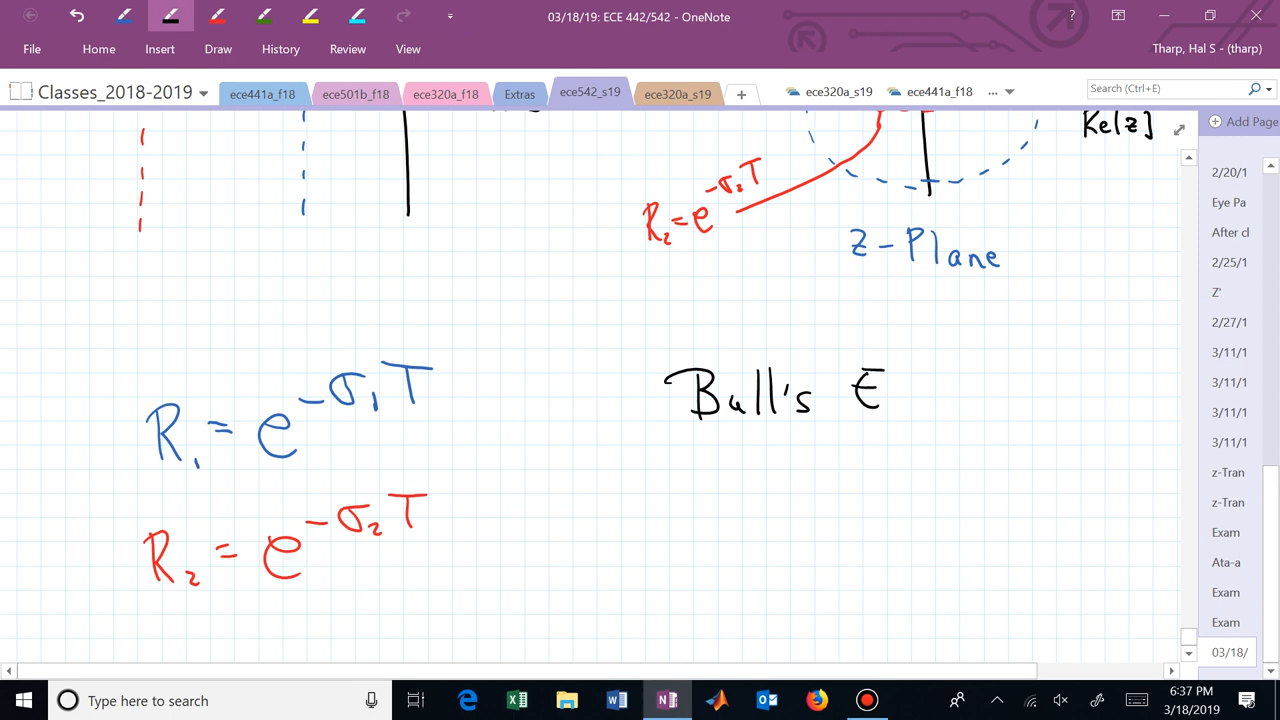 03/18/19: ECE 442/542 - OneNote
File Home Insert Draw History Review View
Tharp, Hal S - (tharp)
Classes_2018-2019 ece441a_f18 ece501b_f18 ece320a_f18 Extras ece542_s19 ece320a_s19 + ece320a_s19 ece441a_f18 ...
Search (Ctrl+E)
Add Page
Re[z]
2/20/1
Eye Pa
After cl
2/25/1
Z'
2/27/1
3/11/1
3/11/1
3/11/1
3/11/1
z-Tran
z-Tran
Exam
Ata-a
Exam
Exam
03/18/
R₂ = e^{-σ₂T}
Z - Plane
R₁ = e^{-σ₁T}
Bull's E
R₂ = e^{-σ₂T}
Type here to search
6:37 PM
3/18/2019